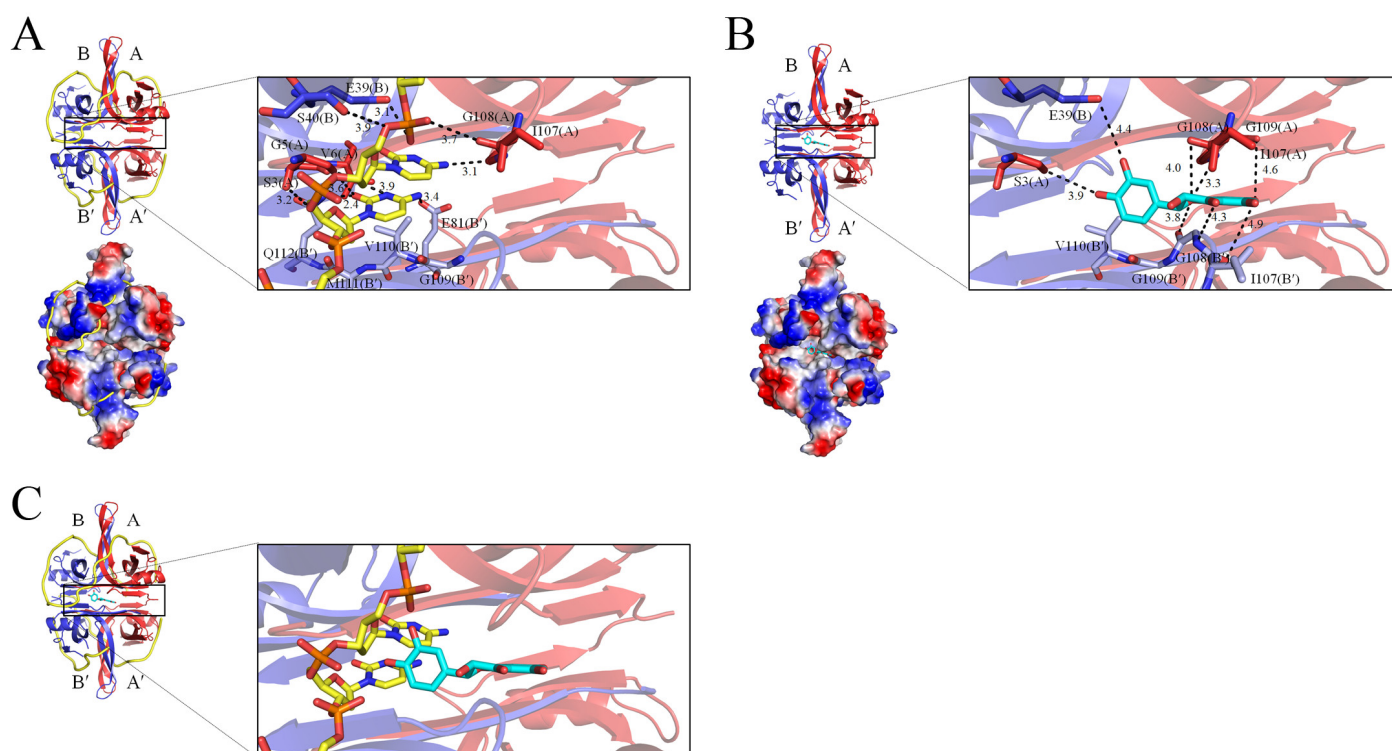 A
B A
E39(B)
3.1
S40(B)
3.9
G108(A)
3.7
I107(A)
G5(A)
V6(A)
3.1
S3(A)
3.6
3.9
3.4
3.2
2.4
E81(B′)
Q112(B′)
V110(B′)
M111(B′)
G109(B′)
B′ A′
B
B A
E39(B)
4.4
G108(A)
G109(A)
I107(A)
4.0
4.6
S3(A)
3.3
3.9
3.8
4.3
4.9
V110(B′)
G108(B′)
G109(B′)
I107(B′)
B′ A′
C
B A
B′ A′